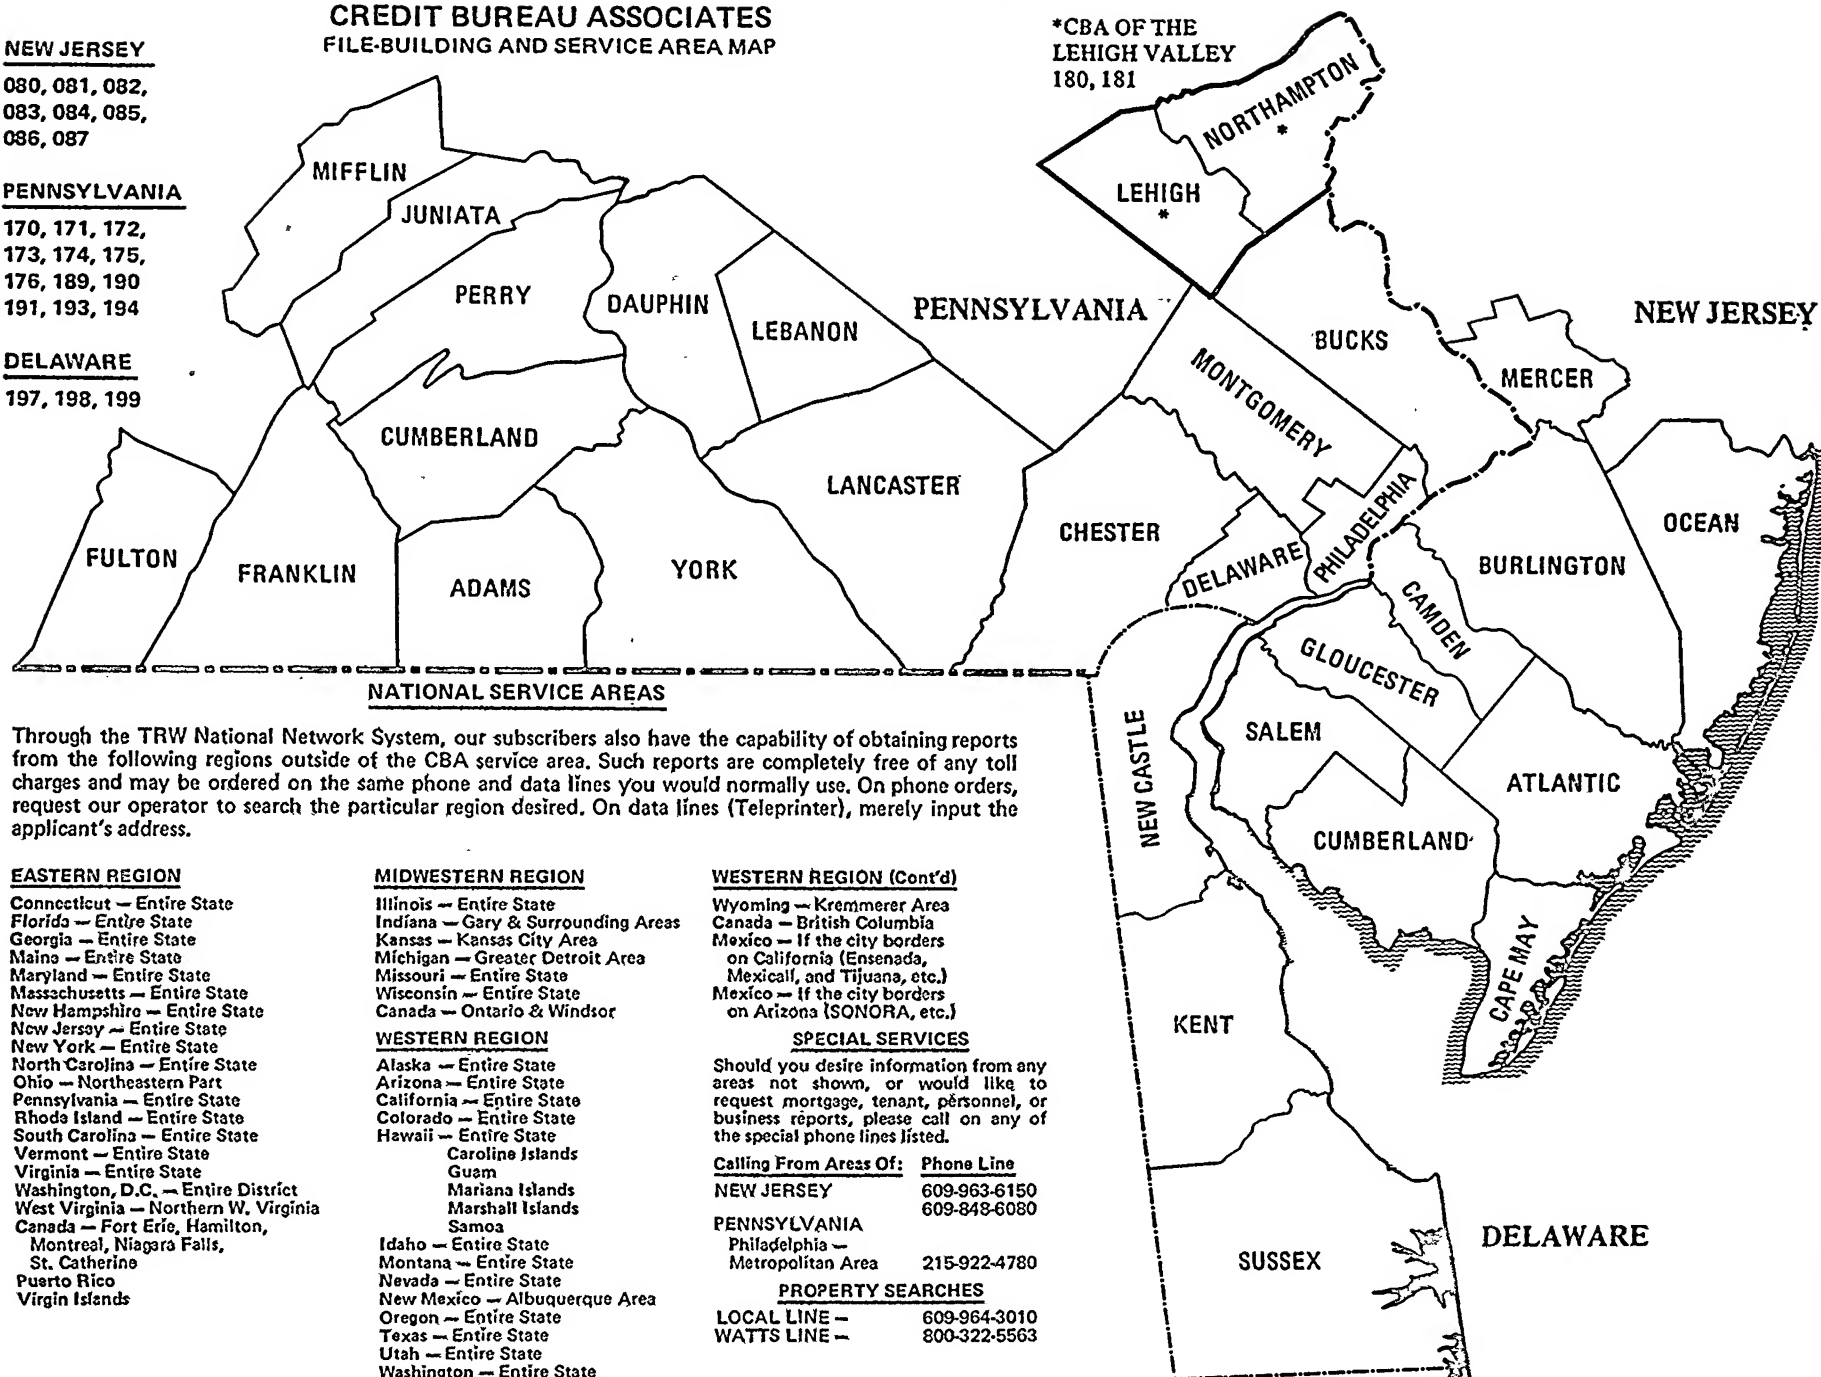 CREDIT BUREAU ASSOCIATES
FILE-BUILDING AND SERVICE AREA MAP
NEW JERSEY
080, 081, 082,
083, 084, 085,
086, 087
PENNSYLVANIA
170, 171, 172,
173, 174, 175,
176, 189, 190
191, 193, 194
DELAWARE
197, 198, 199
*CBA OF THE
LEHIGH VALLEY
180, 181
NORTHAMPTON
*
LEHIGH
*
MIFFLIN
JUNIATA
PERRY
DAUPHIN
LEBANON
PENNSYLVANIA
NEW JERSEY
BUCKS
MERCER
MONTGOMERY
CUMBERLAND
LANCASTER
PHILADELPHIA
OCEAN
CHESTER
FULTON
FRANKLIN
ADAMS
YORK
DELAWARE
BURLINGTON
CAMDEN
GLOUCESTER
SALEM
NEW CASTLE
ATLANTIC
CUMBERLAND
CAPE MAY
KENT
SUSSEX
DELAWARE
NATIONAL SERVICE AREAS
Through the TRW National Network System, our subscribers also have the capability of obtaining reports
from the following regions outside of the CBA service area. Such reports are completely free of any toll
charges and may be ordered on the same phone and data lines you would normally use. On phone orders,
request our operator to search the particular region desired. On data lines (Teleprinter), merely input the
applicant's address.
EASTERN REGION
Connecticut — Entire State
Florida — Entire State
Georgia — Entire State
Maine — Entire State
Maryland — Entire State
Massachusetts — Entire State
New Hampshire — Entire State
New Jersey — Entire State
New York — Entire State
North Carolina — Entire State
Ohio — Northeastern Part
Pennsylvania — Entire State
Rhode Island — Entire State
South Carolina — Entire State
Vermont — Entire State
Virginia — Entire State
Washington, D.C. — Entire District
West Virginia — Northern W. Virginia
Canada — Fort Erie, Hamilton,
Montreal, Niagara Falls,
St. Catherine
Puerto Rico
Virgin Islands
MIDWESTERN REGION
Illinois — Entire State
Indiana — Gary & Surrounding Areas
Kansas — Kansas City Area
Michigan — Greater Detroit Area
Missouri — Entire State
Wisconsin — Entire State
Canada — Ontario & Windsor
WESTERN REGION
Alaska — Entire State
Arizona — Entire State
California — Entire State
Colorado — Entire State
Hawaii — Entire State
Caroline Islands
Guam
Mariana Islands
Marshall Islands
Samoa
Idaho — Entire State
Montana — Entire State
Nevada — Entire State
New Mexico — Albuquerque Area
Oregon — Entire State
Texas — Entire State
Utah — Entire State
Washington — Entire State
WESTERN REGION (Cont'd)
Wyoming — Kremmerer Area
Canada — British Columbia
Mexico — If the city borders
on California (Ensenada,
Mexicali, and Tijuana, etc.)
Mexico — If the city borders
on Arizona (SONORA, etc.)
SPECIAL SERVICES
Should you desire information from any
areas not shown, or would like to
request mortgage, tenant, personnel, or
business reports, please call on any of
the special phone lines listed.
Calling From Areas Of: Phone Line
NEW JERSEY 609-963-6150
609-848-6080
PENNSYLVANIA
Philadelphia —
Metropolitan Area 215-922-4780
PROPERTY SEARCHES
LOCAL LINE — 609-964-3010
WATTS LINE — 800-322-5563